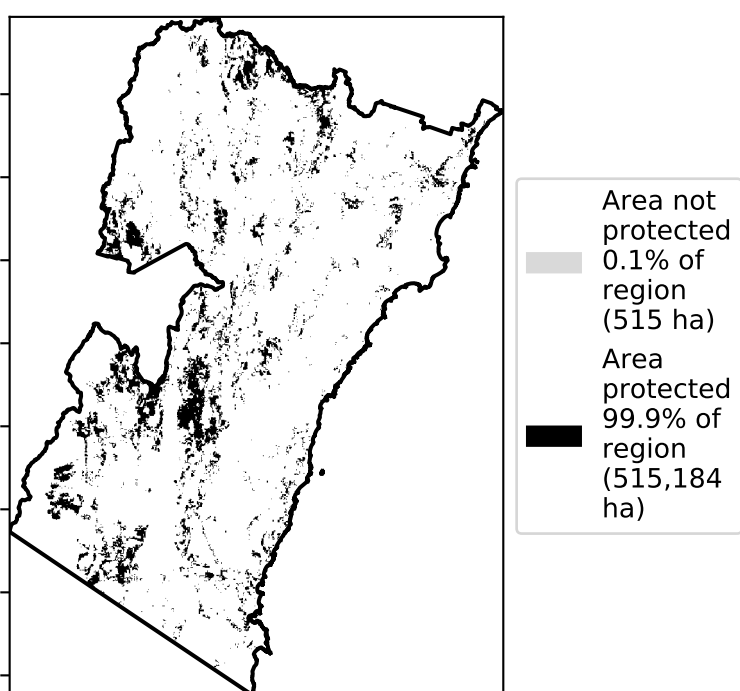 Area not
protected
0.1% of
region
(515 ha)
Area
protected
99.9% of
region
(515,184
ha)